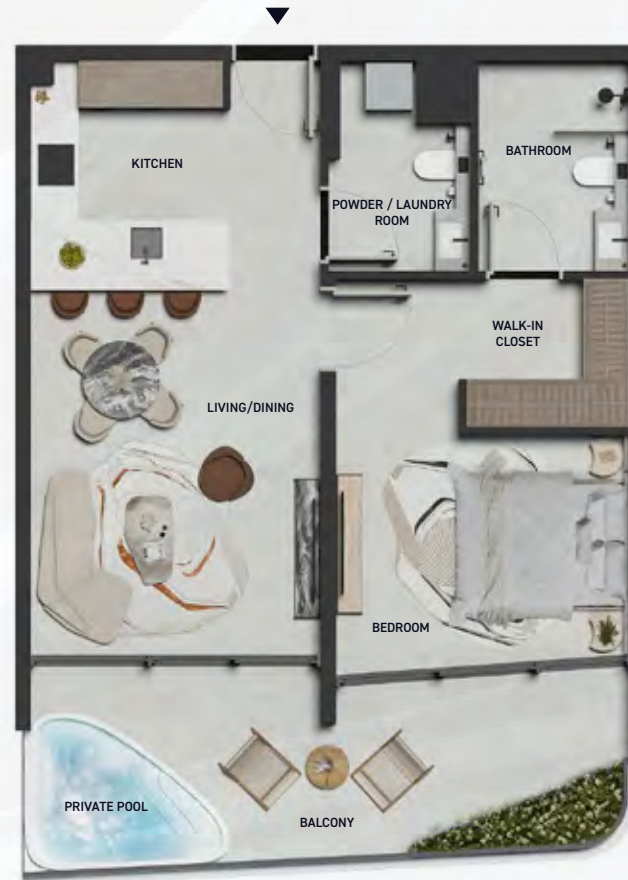 KITCHEN
BATHROOM
POWDER / LAUNDRY
ROOM
WALK-IN
CLOSET
LIVING/DINING
BEDROOM
PRIVATE POOL
BALCONY